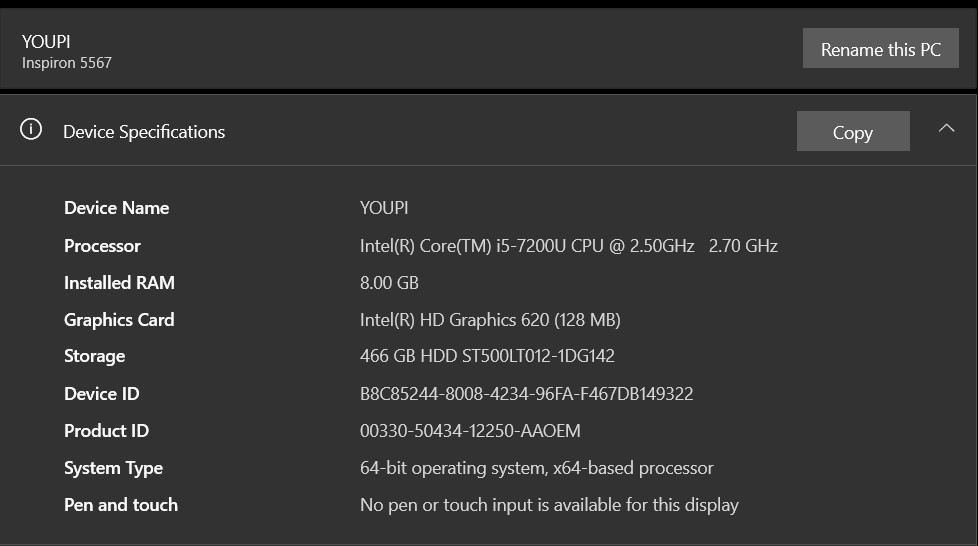 YOUPI
Inspiron 5567
Rename this PC
Device Specifications
Copy
Device Name YOUPI
Processor Intel(R) Core(TM) i5-7200U CPU @ 2.50GHz 2.70 GHz
Installed RAM 8.00 GB
Graphics Card Intel(R) HD Graphics 620 (128 MB)
Storage 466 GB HDD ST500LT012-1DG142
Device ID B8C85244-8008-4234-96FA-F467DB149322
Product ID 00330-50434-12250-AAOEM
System Type 64-bit operating system, x64-based processor
Pen and touch No pen or touch input is available for this display